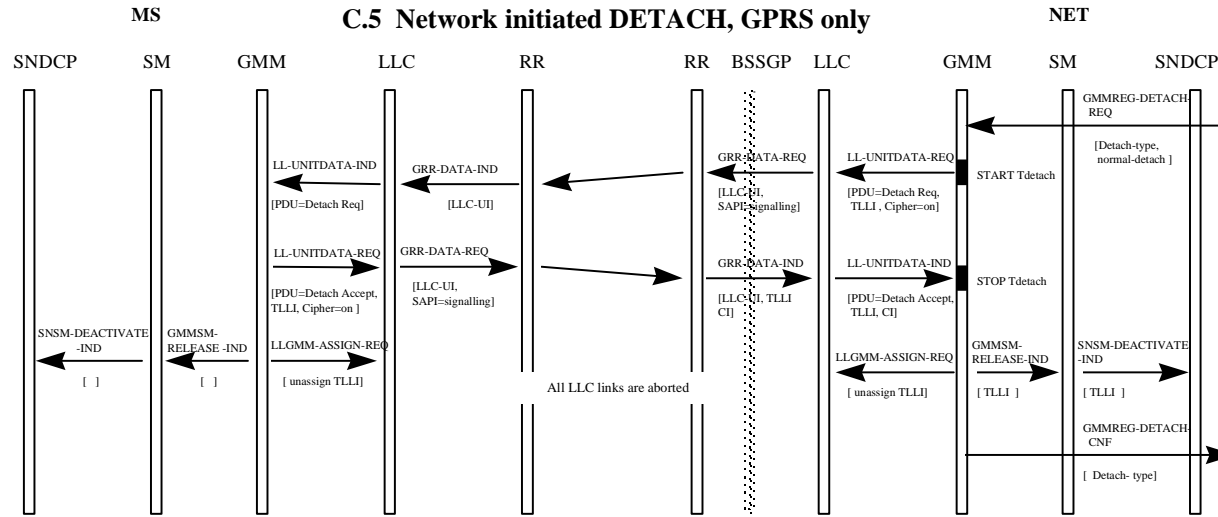 MS C.5 Network initiated DETACH, GPRS only NET
SNDCP SM GMM LLC RR RR BSSGP LLC GMM SM SNDCP
GMMREG-DETACH-
REQ
[Detach-type,
normal-detach ]
LL-UNITDATA-IND
[PDU=Detach Req]
GRR-DATA-IND
[LLC-UI]
GRR-DATA-REQ
[LLC-UI,
SAPI=signalling]
LL-UNITDATA-REQ
[PDU=Detach Req,
TLLI , Cipher=on]
START Tdetach
LL-UNITDATA-REQ
[PDU=Detach Accept,
TLLI, Cipher=on ]
GRR-DATA-REQ
[LLC-UI,
SAPI=signalling]
GRR-DATA-IND
[LLC-UI, TLLI
CI]
LL-UNITDATA-IND
[PDU=Detach Accept,
TLLI, CI]
STOP Tdetach
SNSM-DEACTIVATE
-IND
[ ]
GMMSM-
RELEASE -IND
[ ]
LLGMM-ASSIGN-REQ
[ unassign TLLI]
All LLC links are aborted
LLGMM-ASSIGN-REQ
[ unassign TLLI]
GMMSM-
RELEASE-IND
[ TLLI ]
SNSM-DEACTIVATE
-IND
[ TLLI ]
GMMREG-DETACH-
CNF
[ Detach- type]